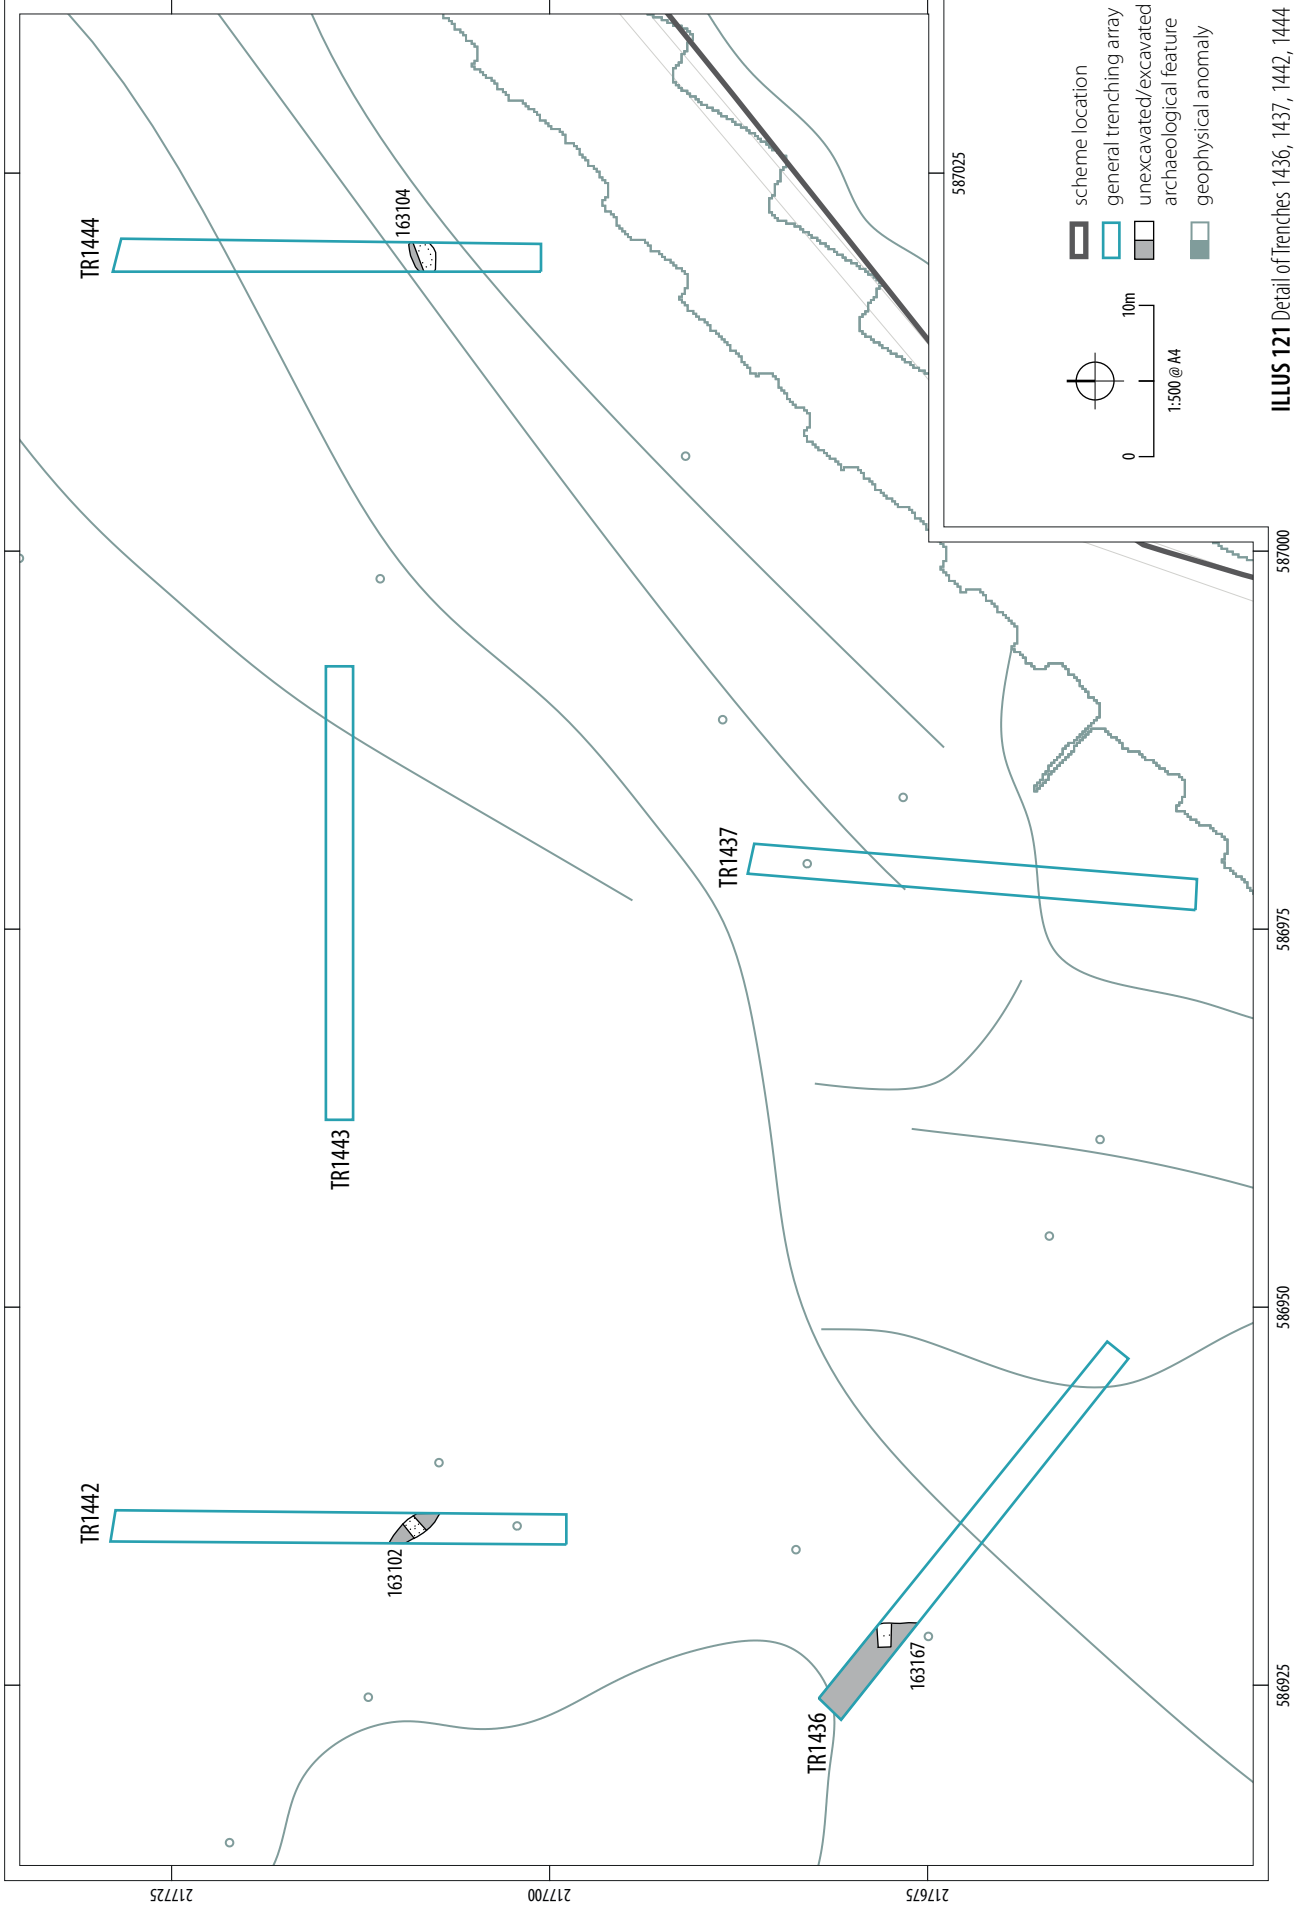 TR1442
TR1443
TR1444
163102
163104
TR1436
163167
TR1437
217725
217700
217675
586925
586950
586975
587000
587025
0
10m
1:500 @ A4
scheme location
general trenching array
unexcavated/excavated
archaeological feature
geophysical anomaly
ILLUS 121 Detail of Trenches 1436, 1437, 1442, 1444